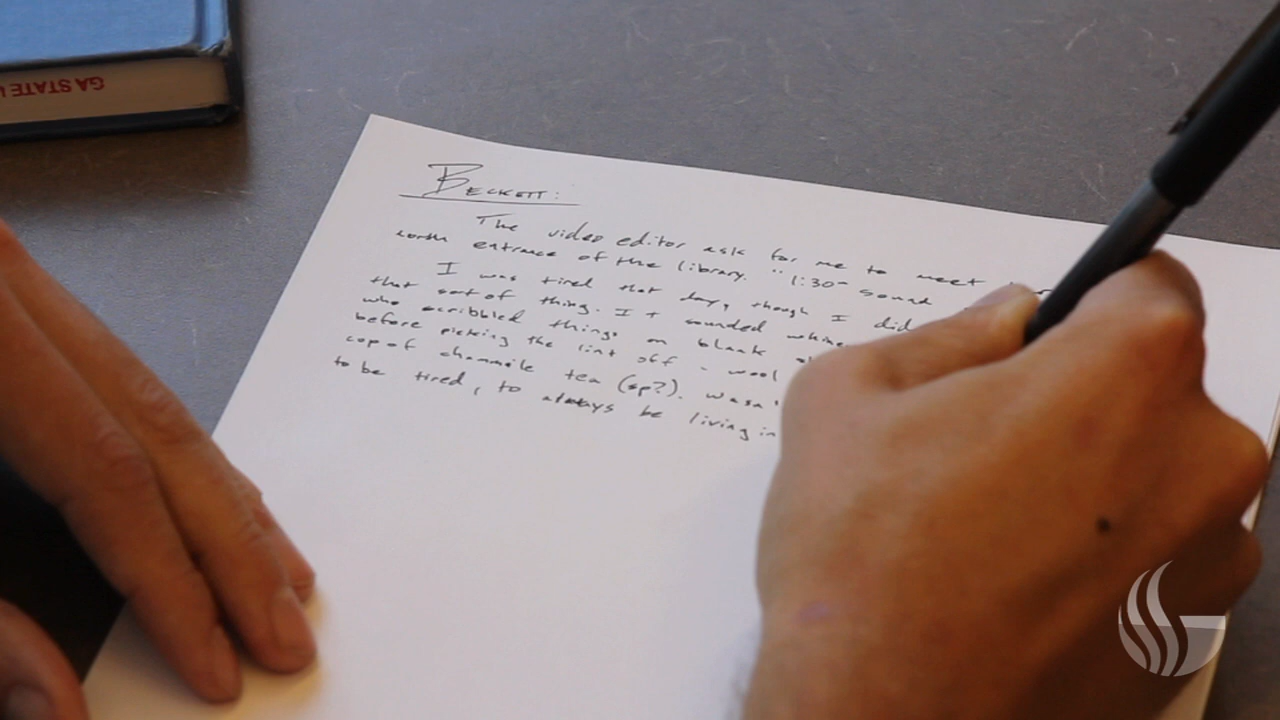 GA STATE
BECKETT:
The video editor ask for me to meet
north entrance of the library. "1:30" sound
I was tired that day, though I did
that sort of thing. It sounded
who scribbled things on blank
before picking the lint off a wool
cop of chammile tea (sp?). wasn't
to be tired, to always be living in